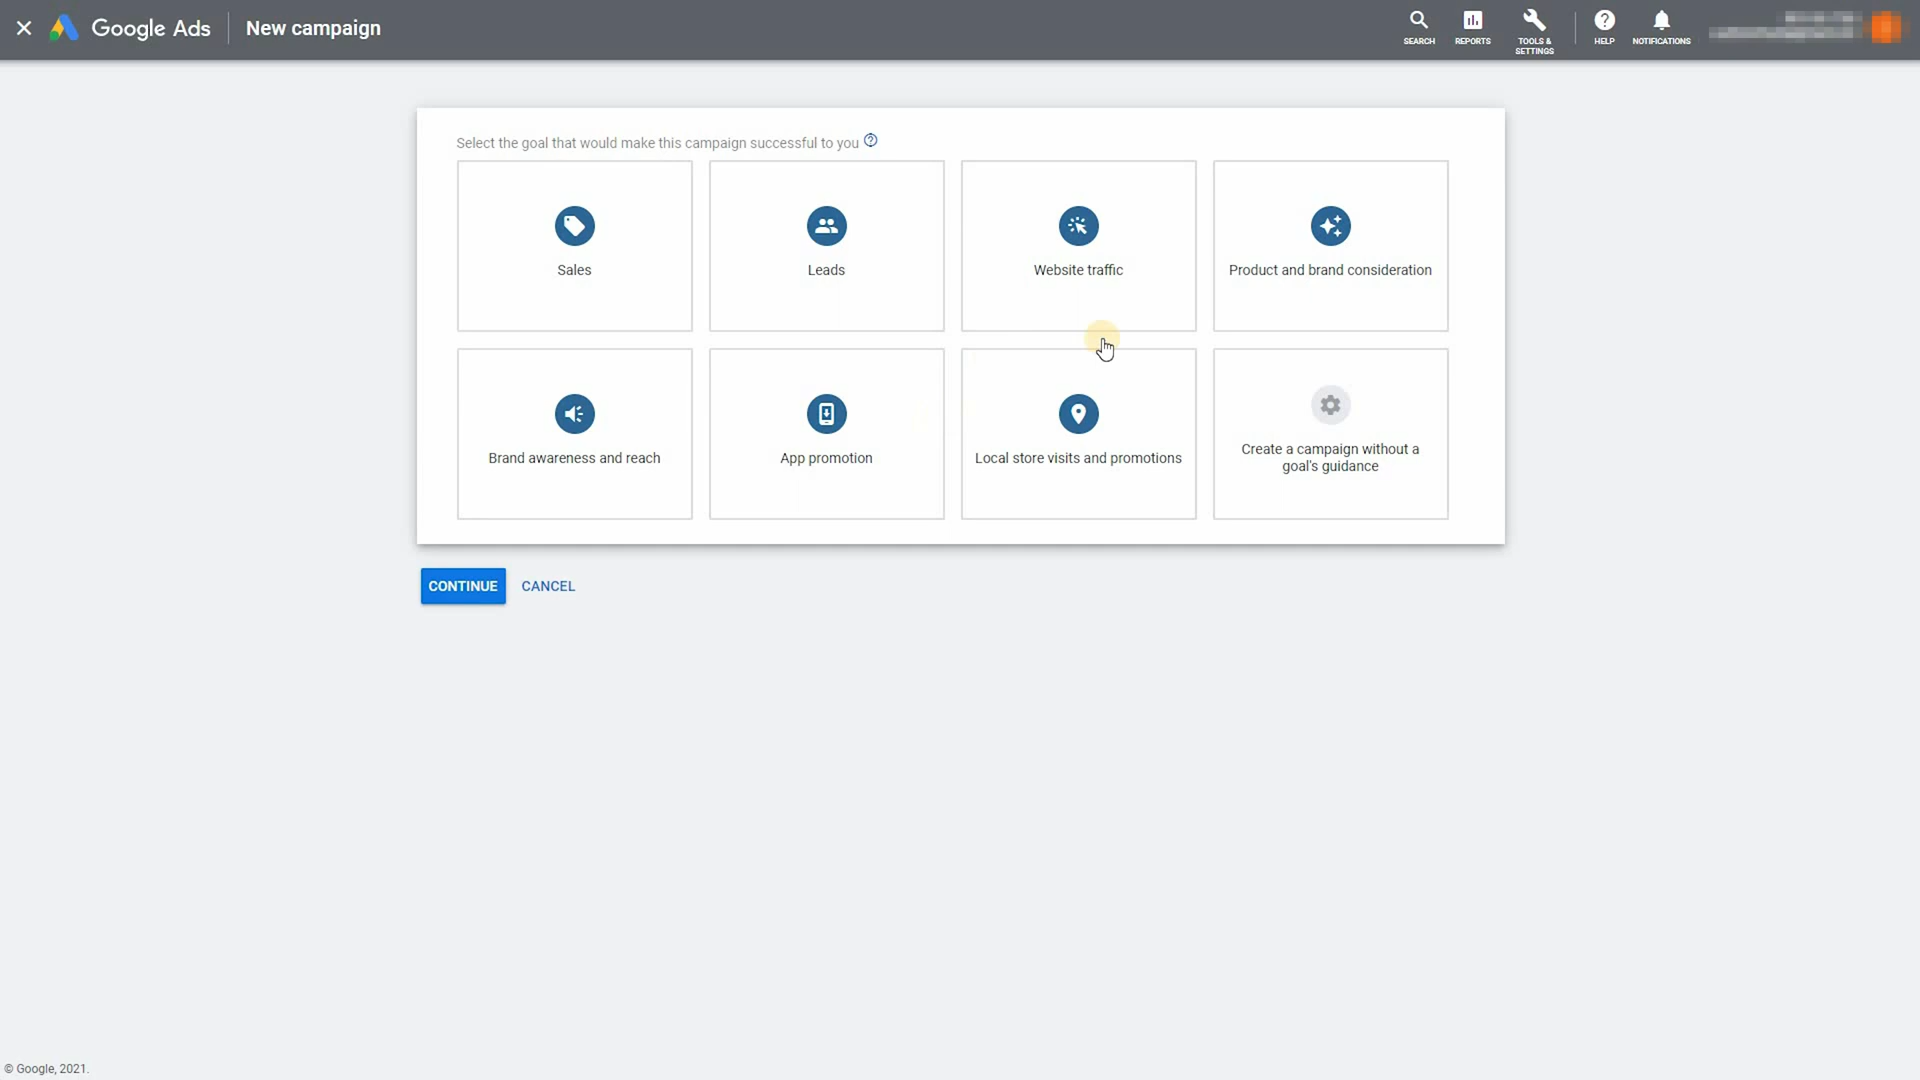 Google Ads
New campaign
SEARCH
REPORTS
TOOLS &
SETTINGS
HELP
NOTIFICATIONS
Select the goal that would make this campaign successful to you
Sales
Leads
Website traffic
Product and brand consideration
Brand awareness and reach
App promotion
Local store visits and promotions
Create a campaign without a
goal's guidance
CONTINUE
CANCEL
© Google, 2021.